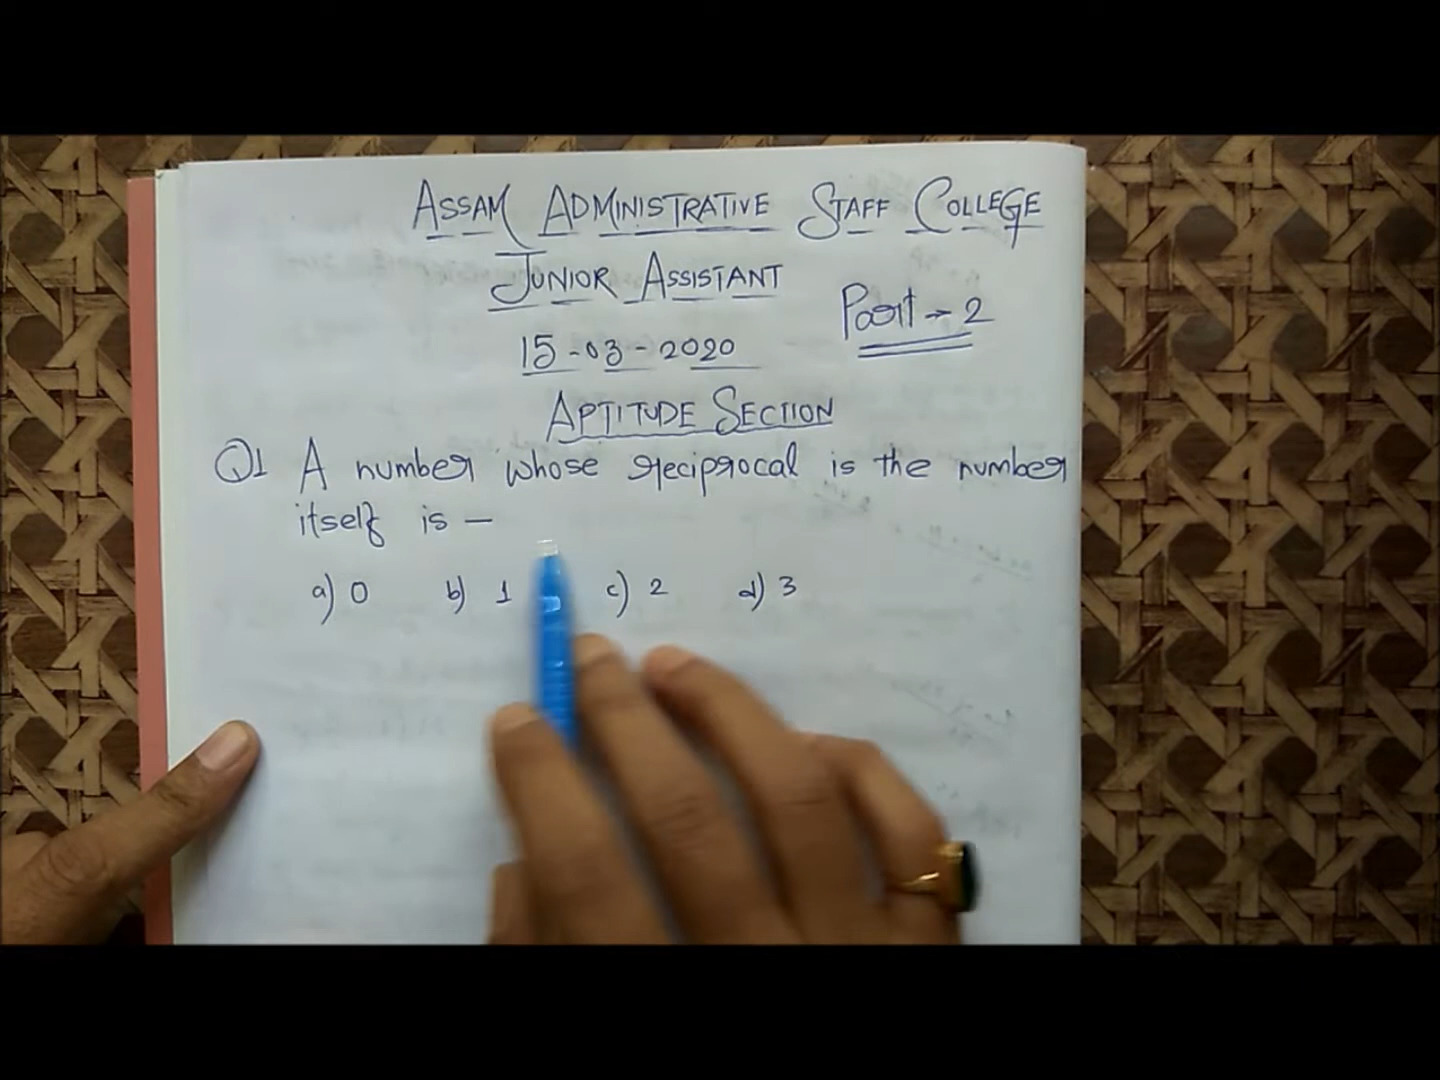 ASSAM ADMINISTRATIVE STAFF COLLEGE
JUNIOR ASSISTANT
Part → 2
15-03-2020
APTITUDE SECTION
Q1 A number whose reciprocal is the number
itself is —
a) 0 b) 1 c) 2 d) 3